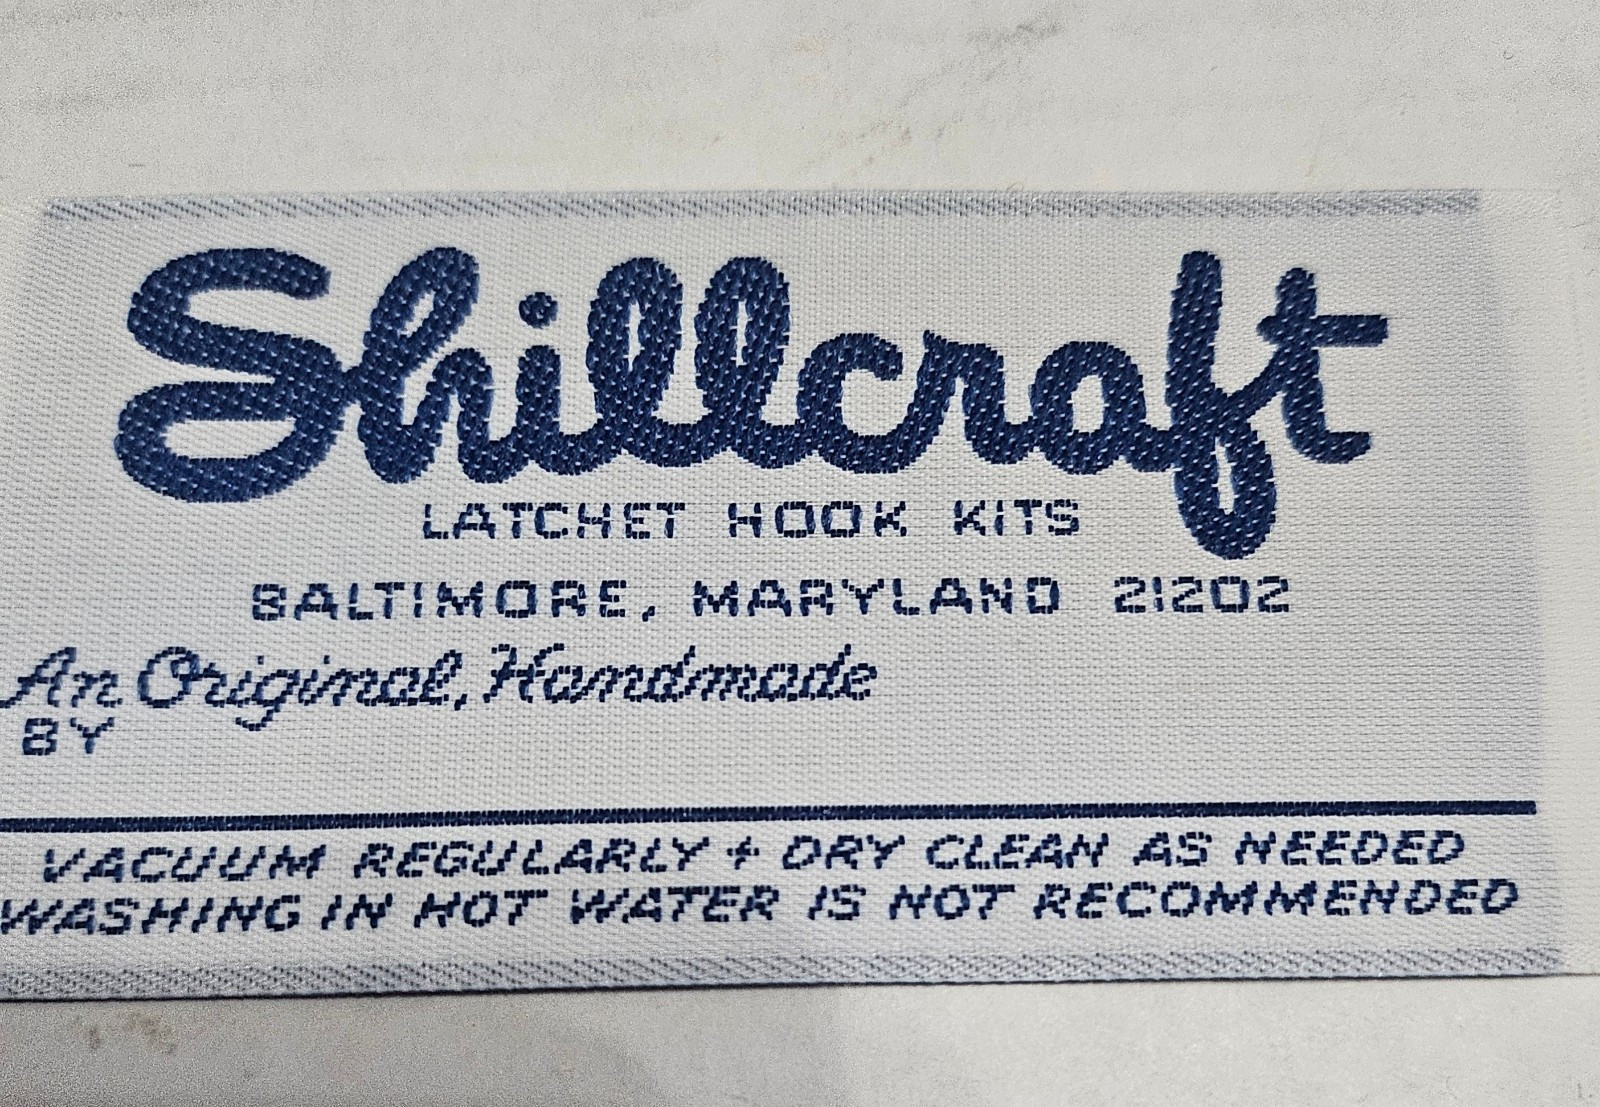 Shillcraft
LATCHET HOOK KITS
BALTIMORE, MARYLAND 21202
An Original, Handmade
BY
VACUUM REGULARLY + DRY CLEAN AS NEEDED
WASHING IN HOT WATER IS NOT RECOMMENDED